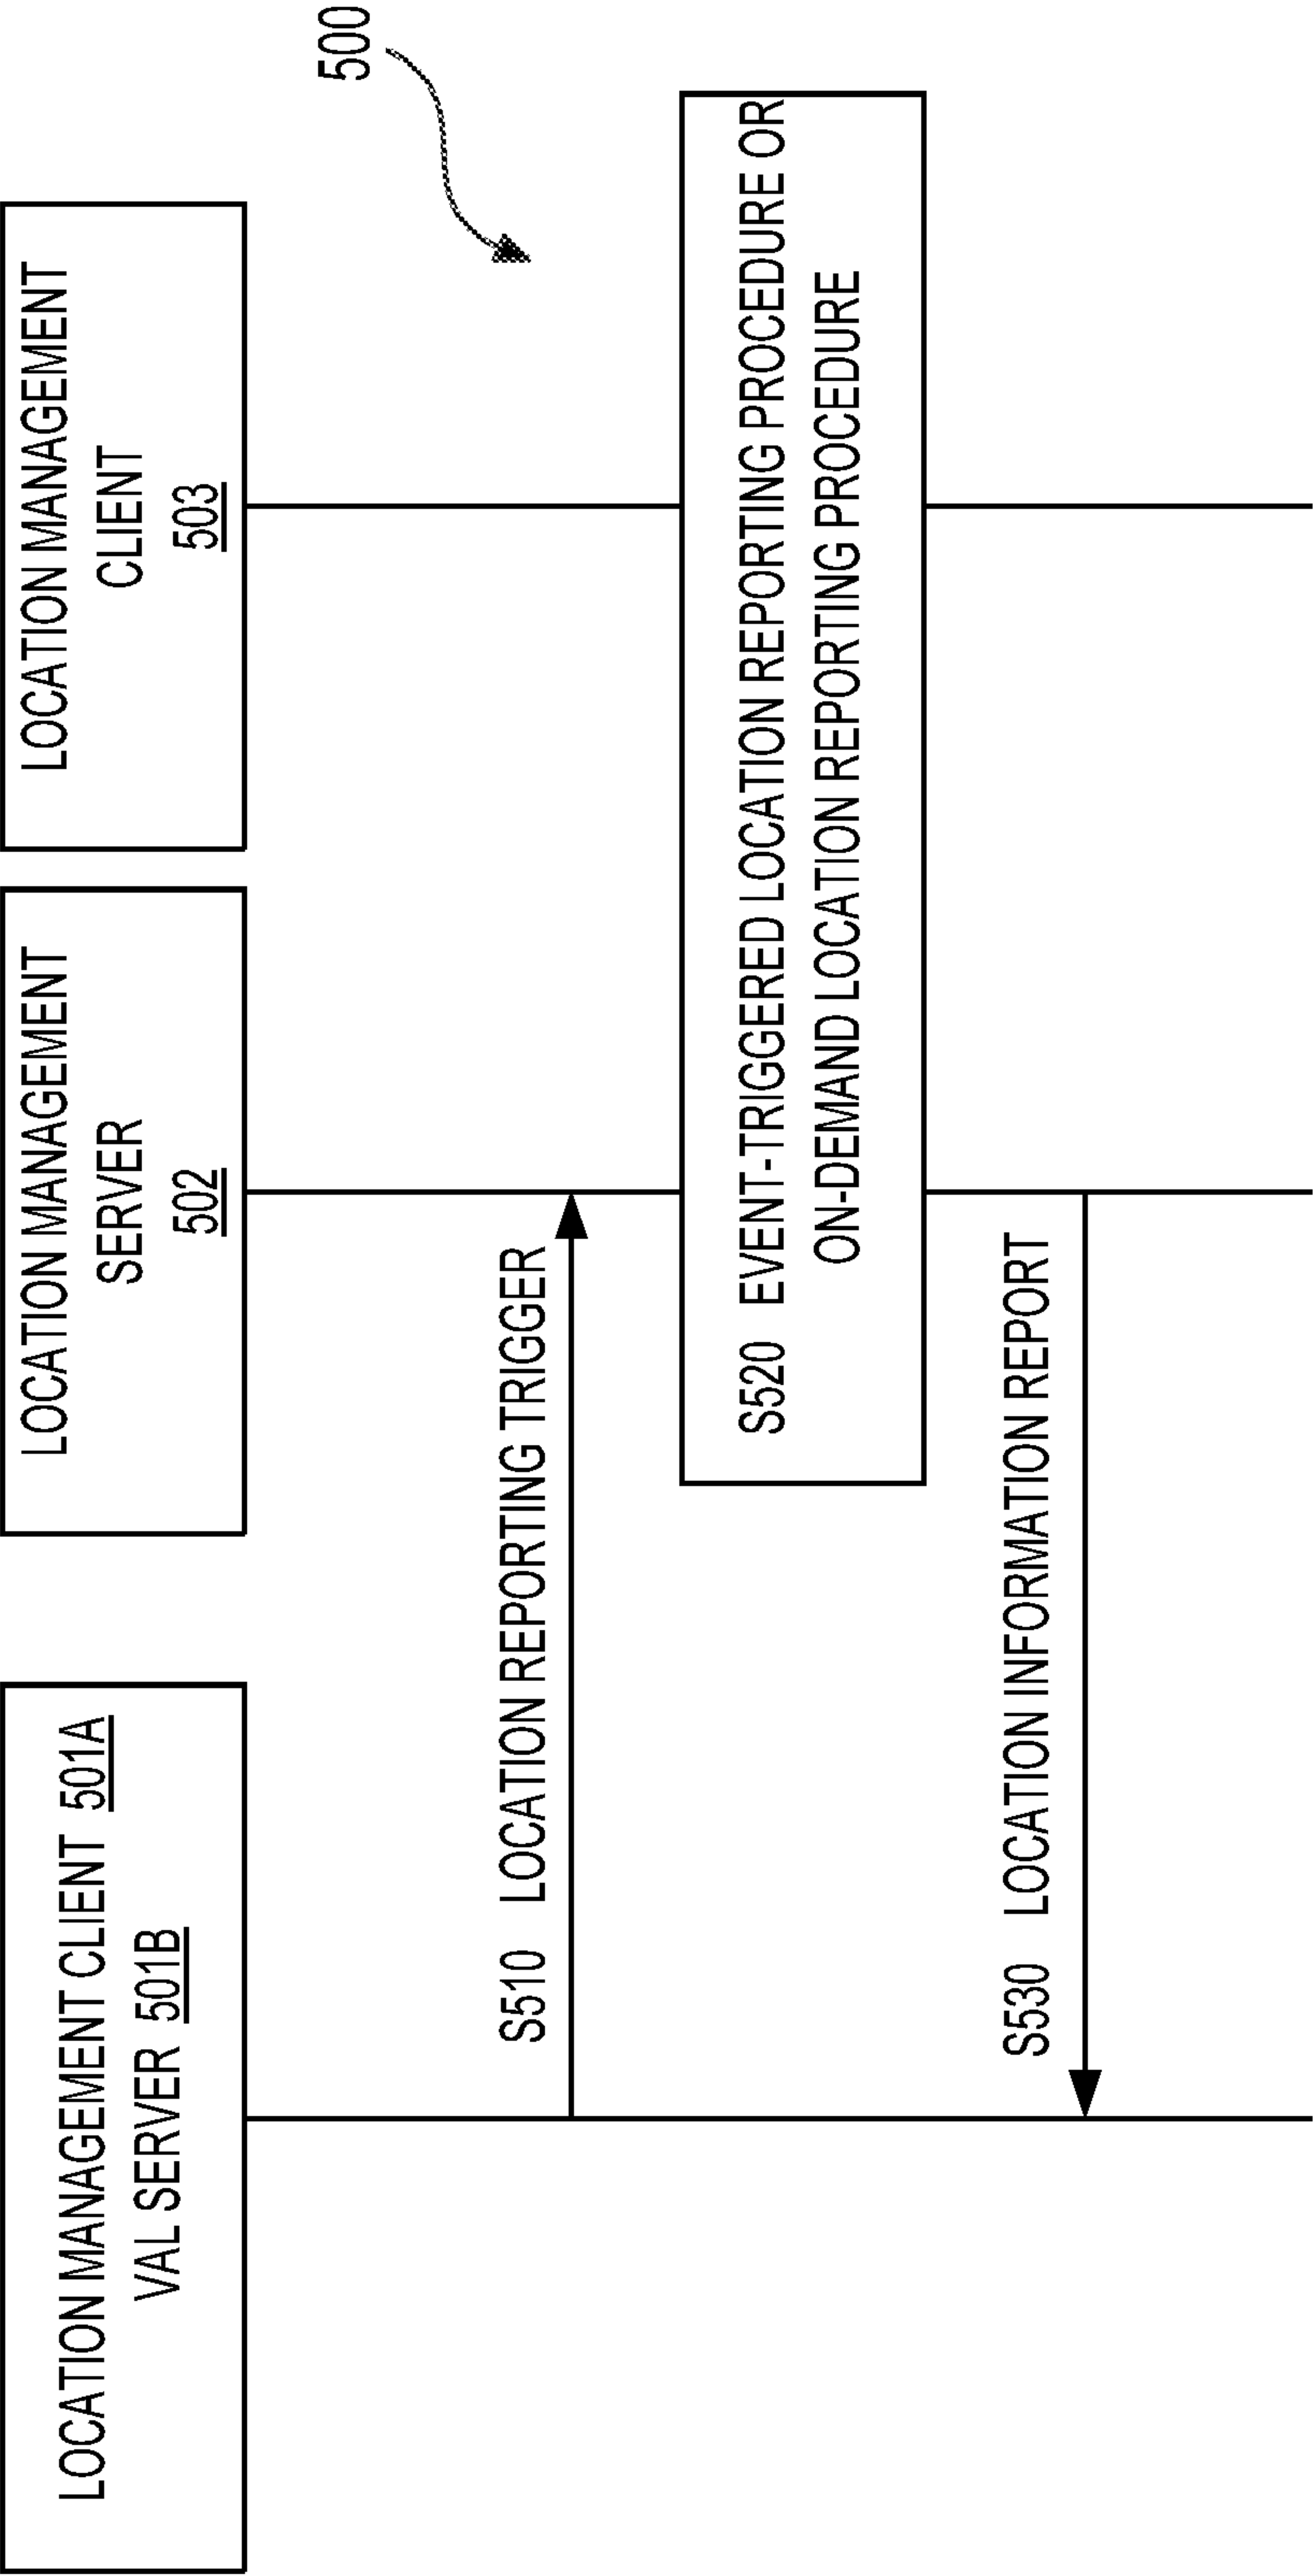 LOCATION MANAGEMENT CLIENT 501A
VAL SERVER 501B
LOCATION MANAGEMENT
SERVER
502
LOCATION MANAGEMENT
CLIENT
503
500
S510 LOCATION REPORTING TRIGGER
S520 EVENT-TRIGGERED LOCATION REPORTING PROCEDURE OR
ON-DEMAND LOCATION REPORTING PROCEDURE
S530 LOCATION INFORMATION REPORT